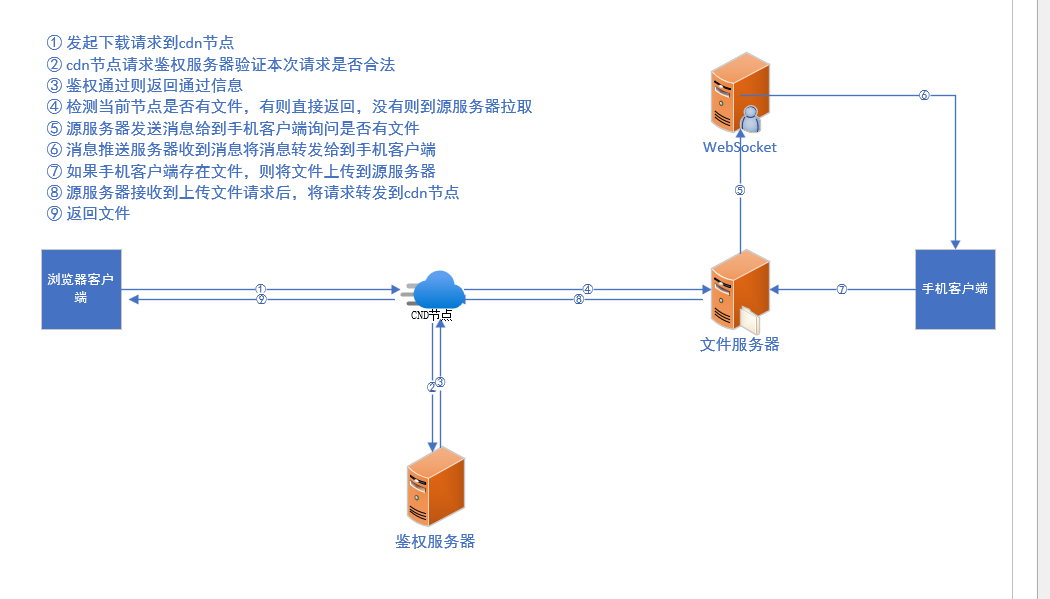 ① 发起下载请求到cdn节点
② cdn节点请求鉴权服务器验证本次请求是否合法
③ 鉴权通过则返回通过信息
④ 检测当前节点是否有文件，有则直接返回，没有则到源服务器拉取
⑤ 源服务器发送消息给到手机客户端询问是否有文件
⑥ 消息推送服务器收到消息将消息转发给到手机客户端
⑦ 如果手机客户端存在文件，则将文件上传到源服务器
⑧ 源服务器接收到上传文件请求后，将请求转发到cdn节点
⑨ 返回文件
⑥
WebSocket
⑤
浏览器客户
端
①
⑨
CND节点
④
⑧
文件服务器
⑦
手机客户端
②
③
鉴权服务器